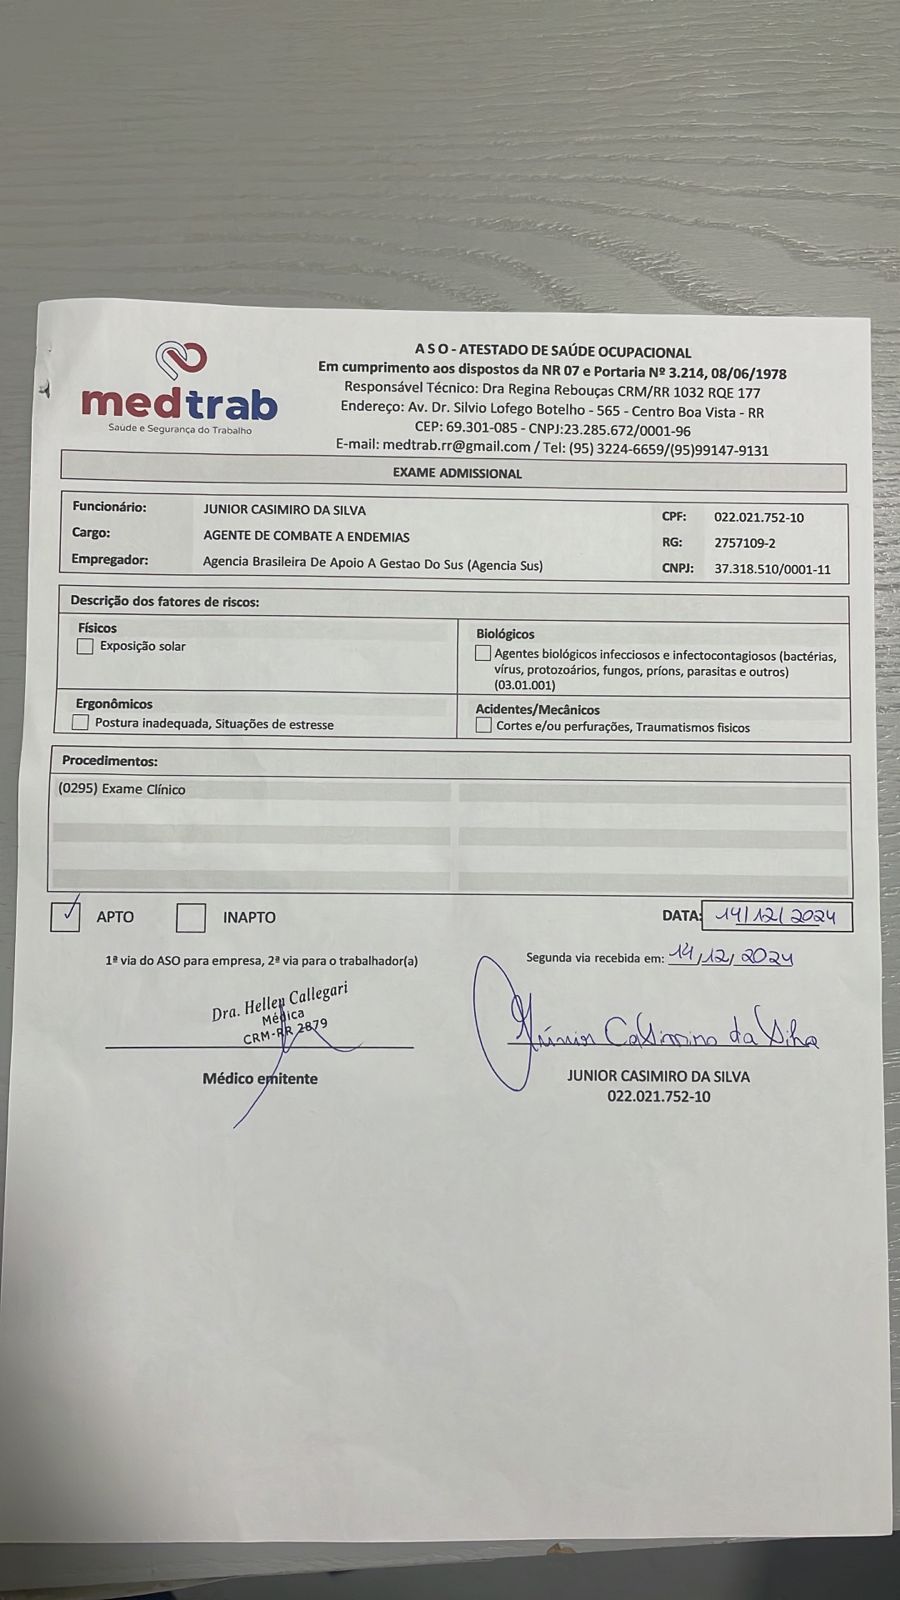 medtrab
Saúde e Segurança do Trabalho
A S O - ATESTADO DE SAÚDE OCUPACIONAL
Em cumprimento aos dispostos da NR 07 e Portaria Nº 3.214, 08/06/1978
Responsável Técnico: Dra Regina Rebouças CRM/RR 1032 RQE 177
Endereço: Av. Dr. Silvio Lofego Botelho - 565 - Centro Boa Vista - RR
CEP: 69.301-085 - CNPJ:23.285.672/0001-96
E-mail: medtrab.rr@gmail.com / Tel: (95) 3224-6659/(95)99147-9131
EXAME ADMISSIONAL
Funcionário: JUNIOR CASIMIRO DA SILVA CPF: 022.021.752-10
Cargo: AGENTE DE COMBATE A ENDEMIAS RG: 2757109-2
Empregador: Agencia Brasileira De Apoio A Gestao Do Sus (Agencia Sus) CNPJ: 37.318.510/0001-11
Descrição dos fatores de riscos:
Físicos
Exposição solar
Biológicos
Agentes biológicos infecciosos e infectocontagiosos (bactérias,
vírus, protozoários, fungos, príons, parasitas e outros)
(03.01.001)
Ergonômicos
Postura inadequada, Situações de estresse
Acidentes/Mecânicos
Cortes e/ou perfurações, Traumatismos fisicos
Procedimentos:
(0295) Exame Clínico
APTO INAPTO DATA: 14/12/2024
1ª via do ASO para empresa, 2ª via para o trabalhador(a)
Segunda via recebida em: 14/12/2024
Dra. Hellen Callegari
Médica
CRM-RR 2879
Médico emitente
Júnior Casimiro da Silva
JUNIOR CASIMIRO DA SILVA
022.021.752-10